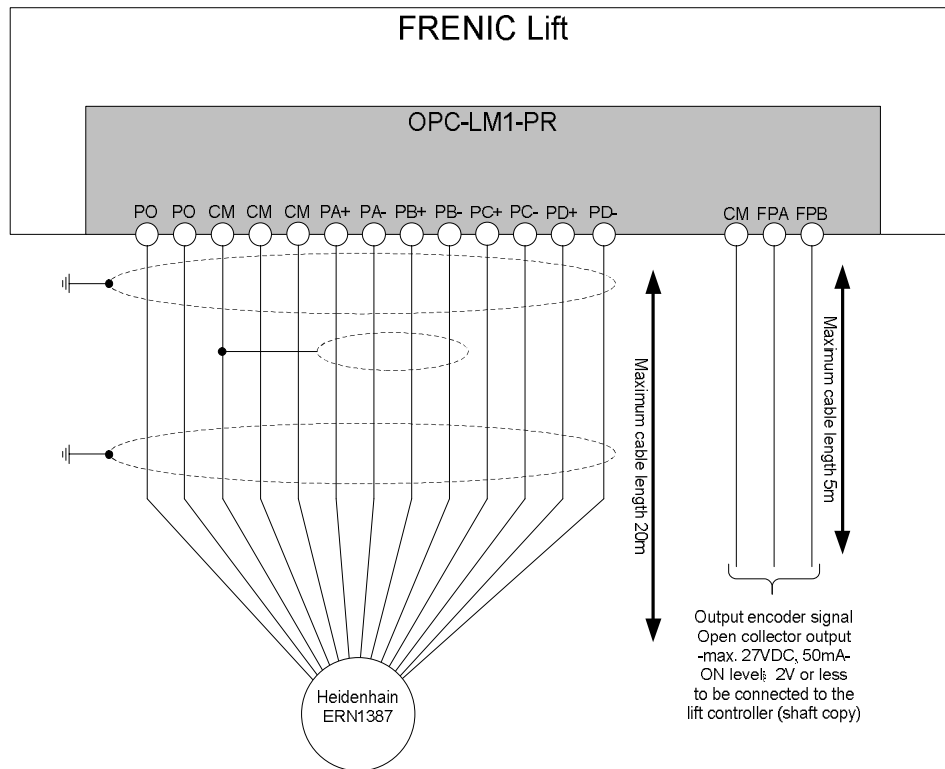 FRENIC Lift
OPC-LM1-PR
PO PO CM CM CM PA+ PA- PB+ PB- PC+ PC- PD+ PD- CM FPA FPB
Maximum cable length 20m
Maximum cable length 5m
Output encoder signal
Open collector output
-max. 27VDC, 50mA-
ON level: 2V or less
to be connected to the
lift controller (shaft copy)
Heidenhain
ERN1387